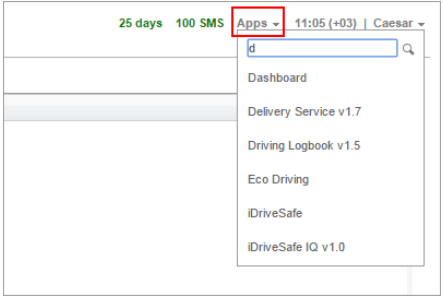 25 days 100 SMS Apps 11:05 (+03) | Caesar
d
Dashboard
Delivery Service v1.7
Driving Logbook v1.5
Eco Driving
iDriveSafe
iDriveSafe IQ v1.0